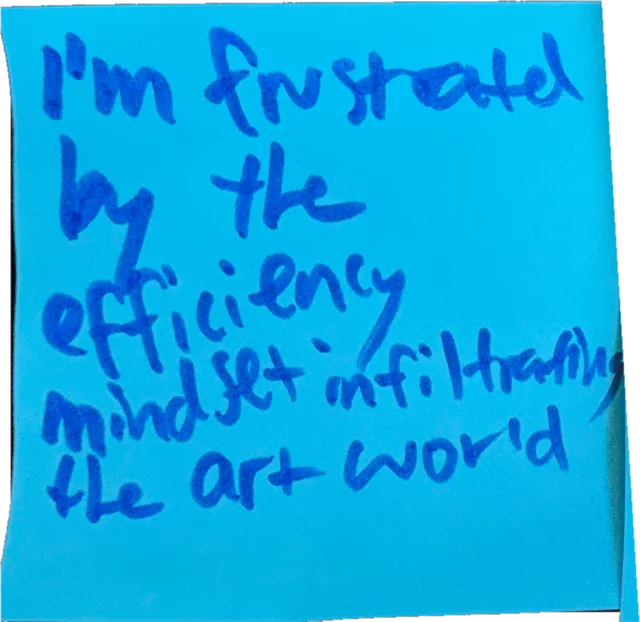 I'm frustrated
by the
efficiency
mindset infiltrating
the art world